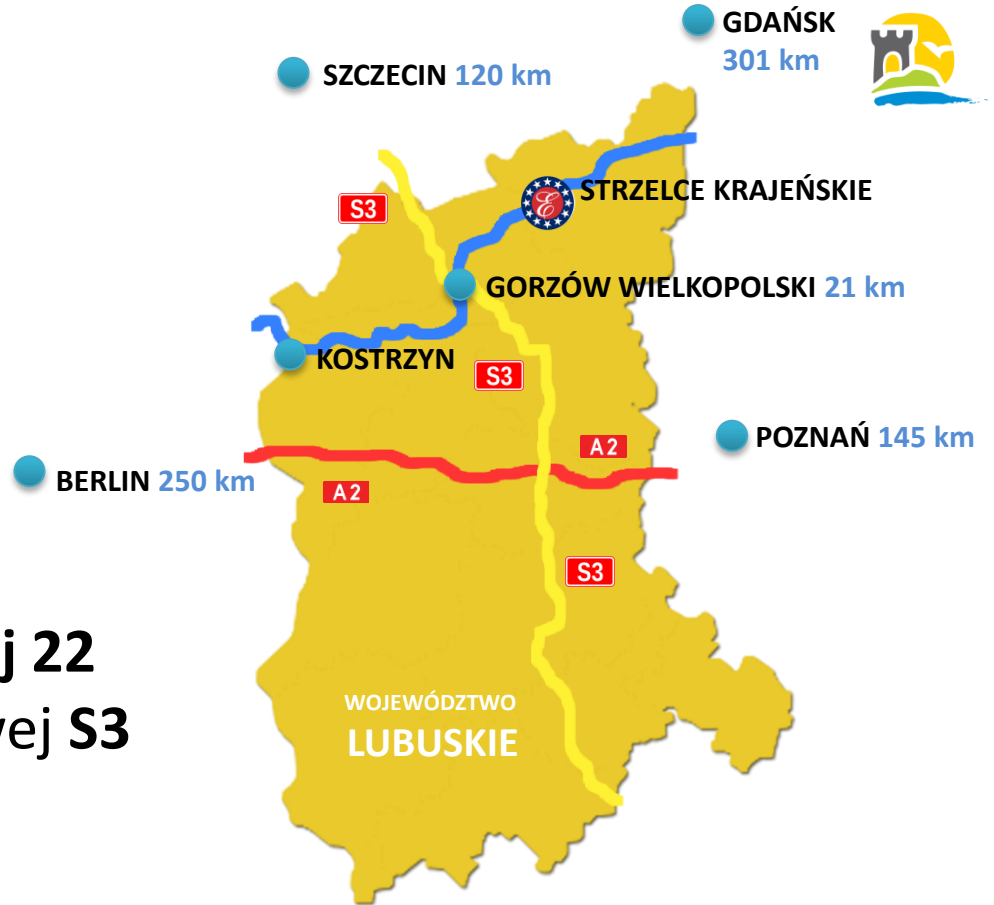 GDAŃSK
301 km
SZCZECIN 120 km
STRZELCE KRAJEŃSKIE
S3
E
GORZÓW WIELKOPOLSKI 21 km
KOSTRZYN
S3
POZNAŃ 145 km
A2
BERLIN 250 km
A2
S3
j 22
ej S3
WOJEWÓDZTWO
LUBUSKIE